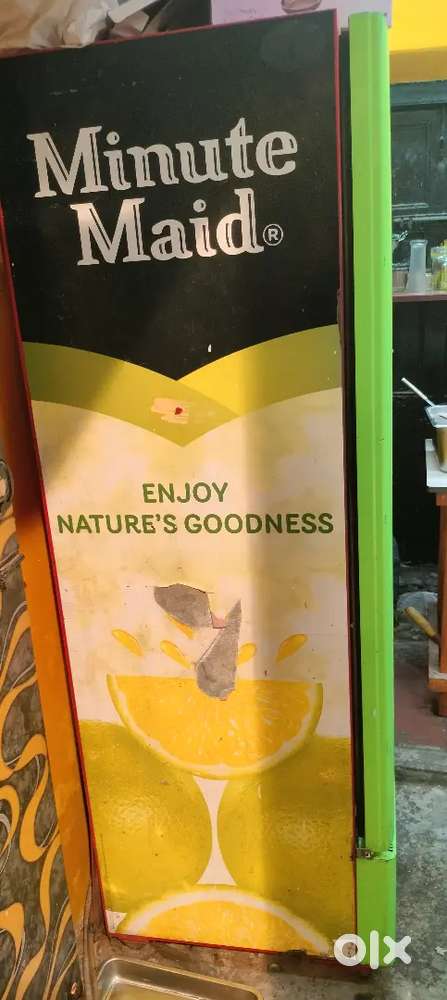 Minute
Maid®
ENJOY
NATURE'S GOODNESS
olx